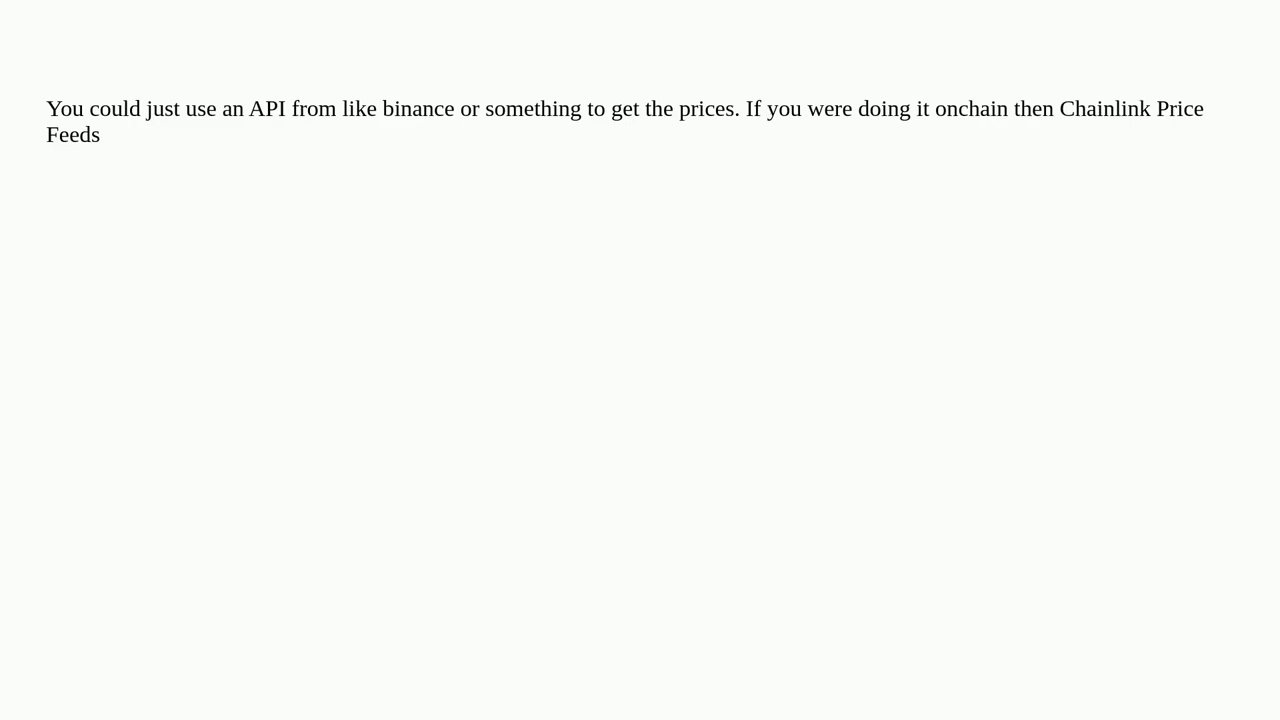 You could just use an API from like binance or something to get the prices. If you were doing it onchain then Chainlink Price
Feeds